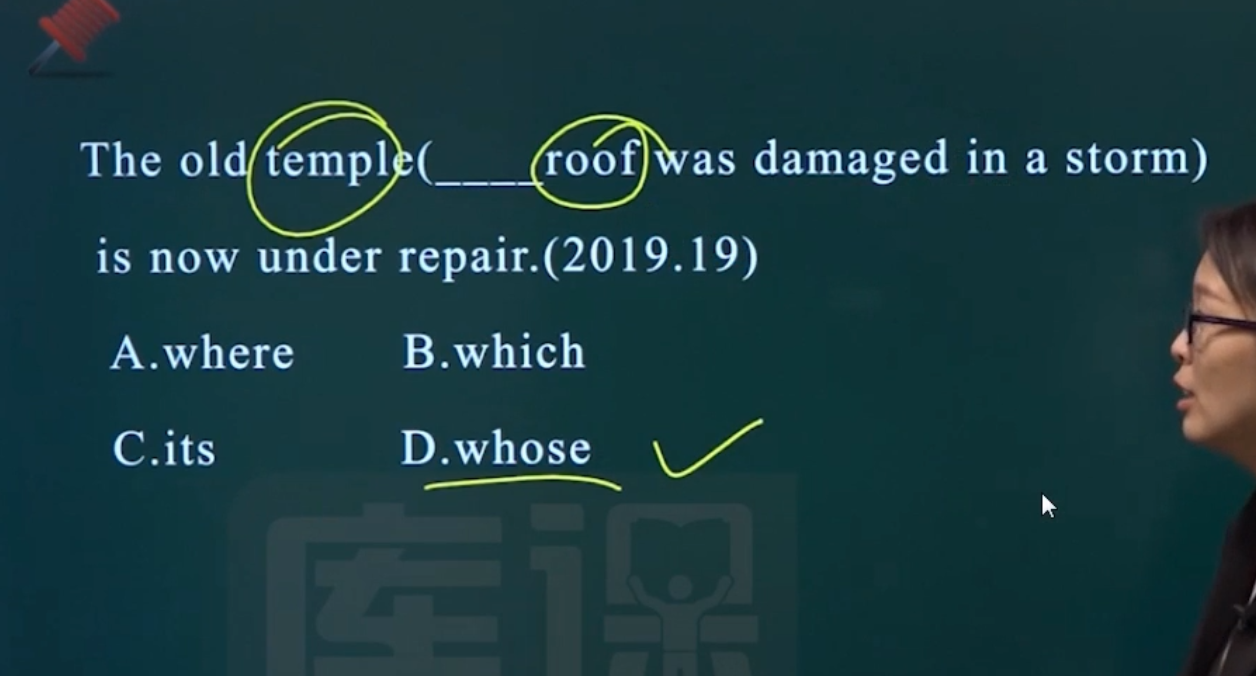 The old temple(____roof was damaged in a storm)
is now under repair.(2019.19)
A.where B.which
C.its D.whose
库课